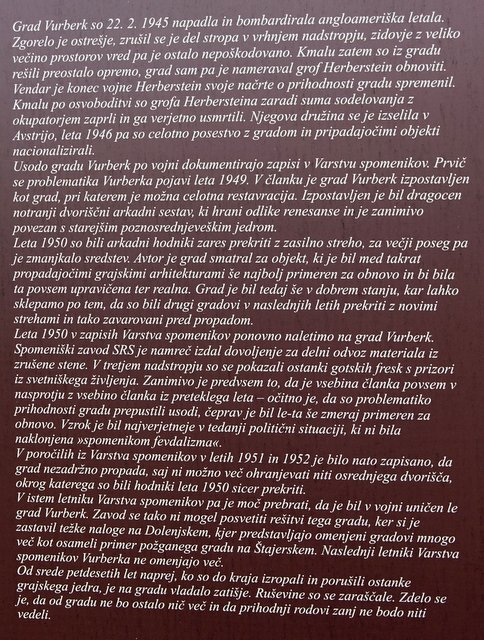 Grad Vurberk so 22. 2. 1945 napadla in bombardirala angloameriška letala.
Zgorelo je ostrešje, zrušil se je del stropa v vrhnjem nadstropju, zidovje z veliko
večino prostorov vred pa je ostalo nepoškodovano. Kmalu zatem so iz gradu
rešili preostalo opremo, grad sam pa je nameraval grof Herberstein obnoviti.
Vendar je konec vojne Herberstein svoje načrte o prihodnosti gradu spremenil.
Kmalu po osvoboditvi so grofa Herbersteina zaradi suma sodelovanja z
okupatorjem zaprli in ga verjetno usmrtili. Njegova družina se je izselila v
Avstrijo, leta 1946 pa so celotno posestvo z gradom in pripadajočimi objekti
nacionalizirali.
Usodo gradu Vurberk po vojni dokumentirajo zapisi v Varstvu spomenikov. Prvič
se problematika Vurberka pojavi leta 1949. V članku je grad Vurberk izpostavljen
kot grad, pri katerem je možna celotna restavracija. Izpostavljen je bil dragocen
notranji dvoriščni arkadni sestav, ki hrani odlike renesanse in je zanimivo
povezan s starejšim poznosrednjeveškim jedrom.
Leta 1950 so bili arkadni hodniki zares prekriti z zasilno streho, za večji poseg pa
je zmanjkalo sredstev. Avtor je grad smatral za objekt, ki je bil med takrat
propadajočimi grajskimi arhitekturami še najbolj primeren za obnovo in bi bila
ta povsem upravičena ter realna. Grad je bil tedaj še v dobrem stanju, kar lahko
sklepamo po tem, da so bili drugi gradovi v naslednjih letih prekriti z novimi
strehami in tako zavarovani pred propadom.
Leta 1950 v zapisih Varstva spomenikov ponovno naletimo na grad Vurberk.
Spomeniški zavod SRS je namreč izdal dovoljenje za delni odvoz materiala iz
zrušene stene. V tretjem nadstropju so se pokazali ostanki gotskih fresk s prizori
iz svetniškega življenja. Zanimivo je predvsem to, da je vsebina članka povsem v
nasprotju z vsebino članka iz preteklega leta – očitno je, da so problematiko
prihodnosti gradu prepustili usodi, čeprav je bil le-ta še zmeraj primeren za
obnovo. Vzrok je bil najverjetneje v tedanji politični situaciji, ki ni bila
naklonjena »spomenikom fevdalizma«.
V poročilih iz Varstva spomenikov v letih 1951 in 1952 je bilo nato zapisano, da
grad nezadržno propada, saj ni možno več ohranjevati niti osrednjega dvorišča,
okrog katerega so bili hodniki leta 1950 sicer prekriti.
V istem letniku Varstva spomenikov pa je moč prebrati, da je bil v vojni uničen le
grad Vurberk. Zavod se tako ni mogel posvetiti rešitvi tega gradu, ker si je
zastavil težke naloge na Dolenjskem, kjer predstavljajo omenjeni gradovi mnogo
več kot osameli primer požganega gradu na Štajerskem. Naslednji letniki Varstva
spomenikov Vurberka ne omenjajo več.
Od srede petdesetih let naprej, ko so do kraja izropali in porušili ostanke
grajskega jedra, je na gradu vladalo zatišje. Ruševine so se zaraščale. Zdelo se
je, da od gradu ne bo ostalo nič več in da prihodnji rodovi zanj ne bodo niti
vedeli.